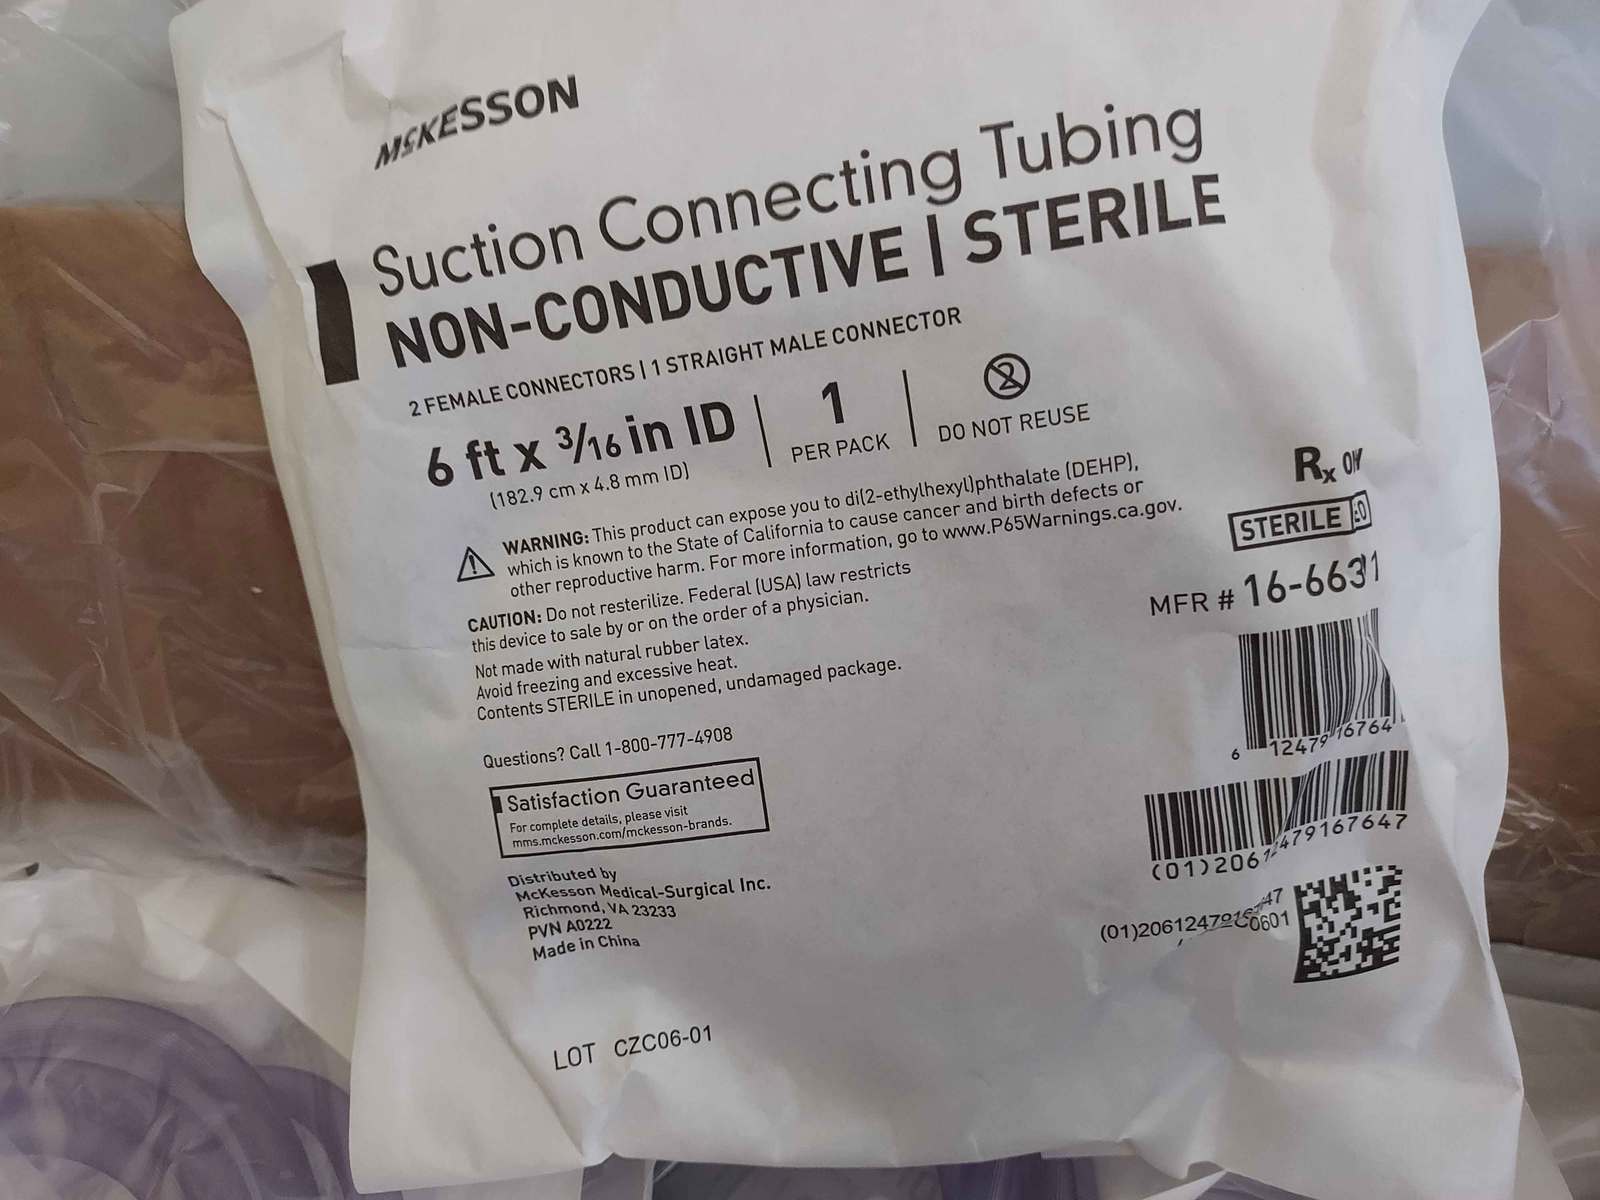 MCKESSON
Suction Connecting Tubing
NON-CONDUCTIVE | STERILE
2 FEMALE CONNECTORS | 1 STRAIGHT MALE CONNECTOR
6 ft x 3/16 in ID
(182.9 cm x 4.8 mm ID)
1
PER PACK
2
DO NOT REUSE
WARNING: This product can expose you to di(2-ethylhexyl)phthalate (DEHP),
which is known to the State of California to cause cancer and birth defects or
other reproductive harm. For more information, go to www.P65Warnings.ca.gov.
CAUTION: Do not resterilize. Federal (USA) law restricts
this device to sale by or on the order of a physician.
Not made with natural rubber latex.
Avoid freezing and excessive heat.
Contents STERILE in unopened, undamaged package.
Questions? Call 1-800-777-4908
Satisfaction Guaranteed
For complete details, please visit
mms.mckesson.com/mckesson-brands.
Distributed by
McKesson Medical-Surgical Inc.
Richmond, VA 23233
PVN A0222
Made in China
LOT CZC06-01
Rx
STERILE EO
MFR #
6 12479 16764